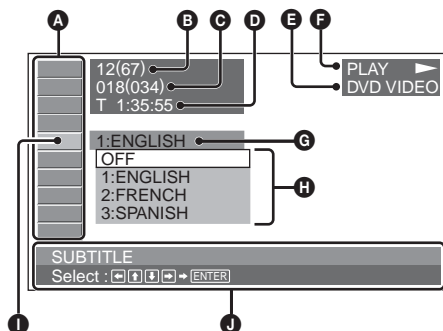 A
B
C
D
E
F
12(67)
018(034)
T 1:35:55
PLAY
DVD VIDEO
1:ENGLISH
G
OFF
1:ENGLISH
2:FRENCH
3:SPANISH
H
SUBTITLE
Select : ←↑↓→ → ENTER
I
J